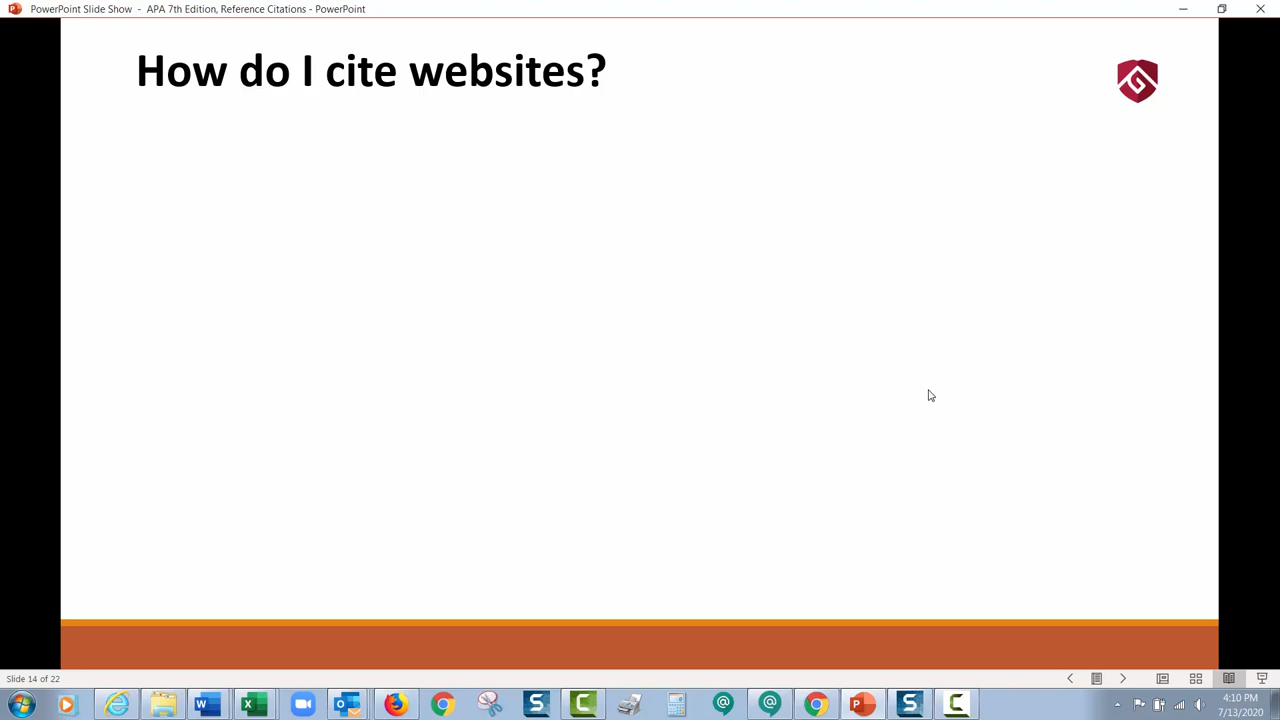 PowerPoint Slide Show - APA 7th Edition, Reference Citations - PowerPoint
How do I cite websites?
Slide 14 of 22
4:10 PM
7/13/2020